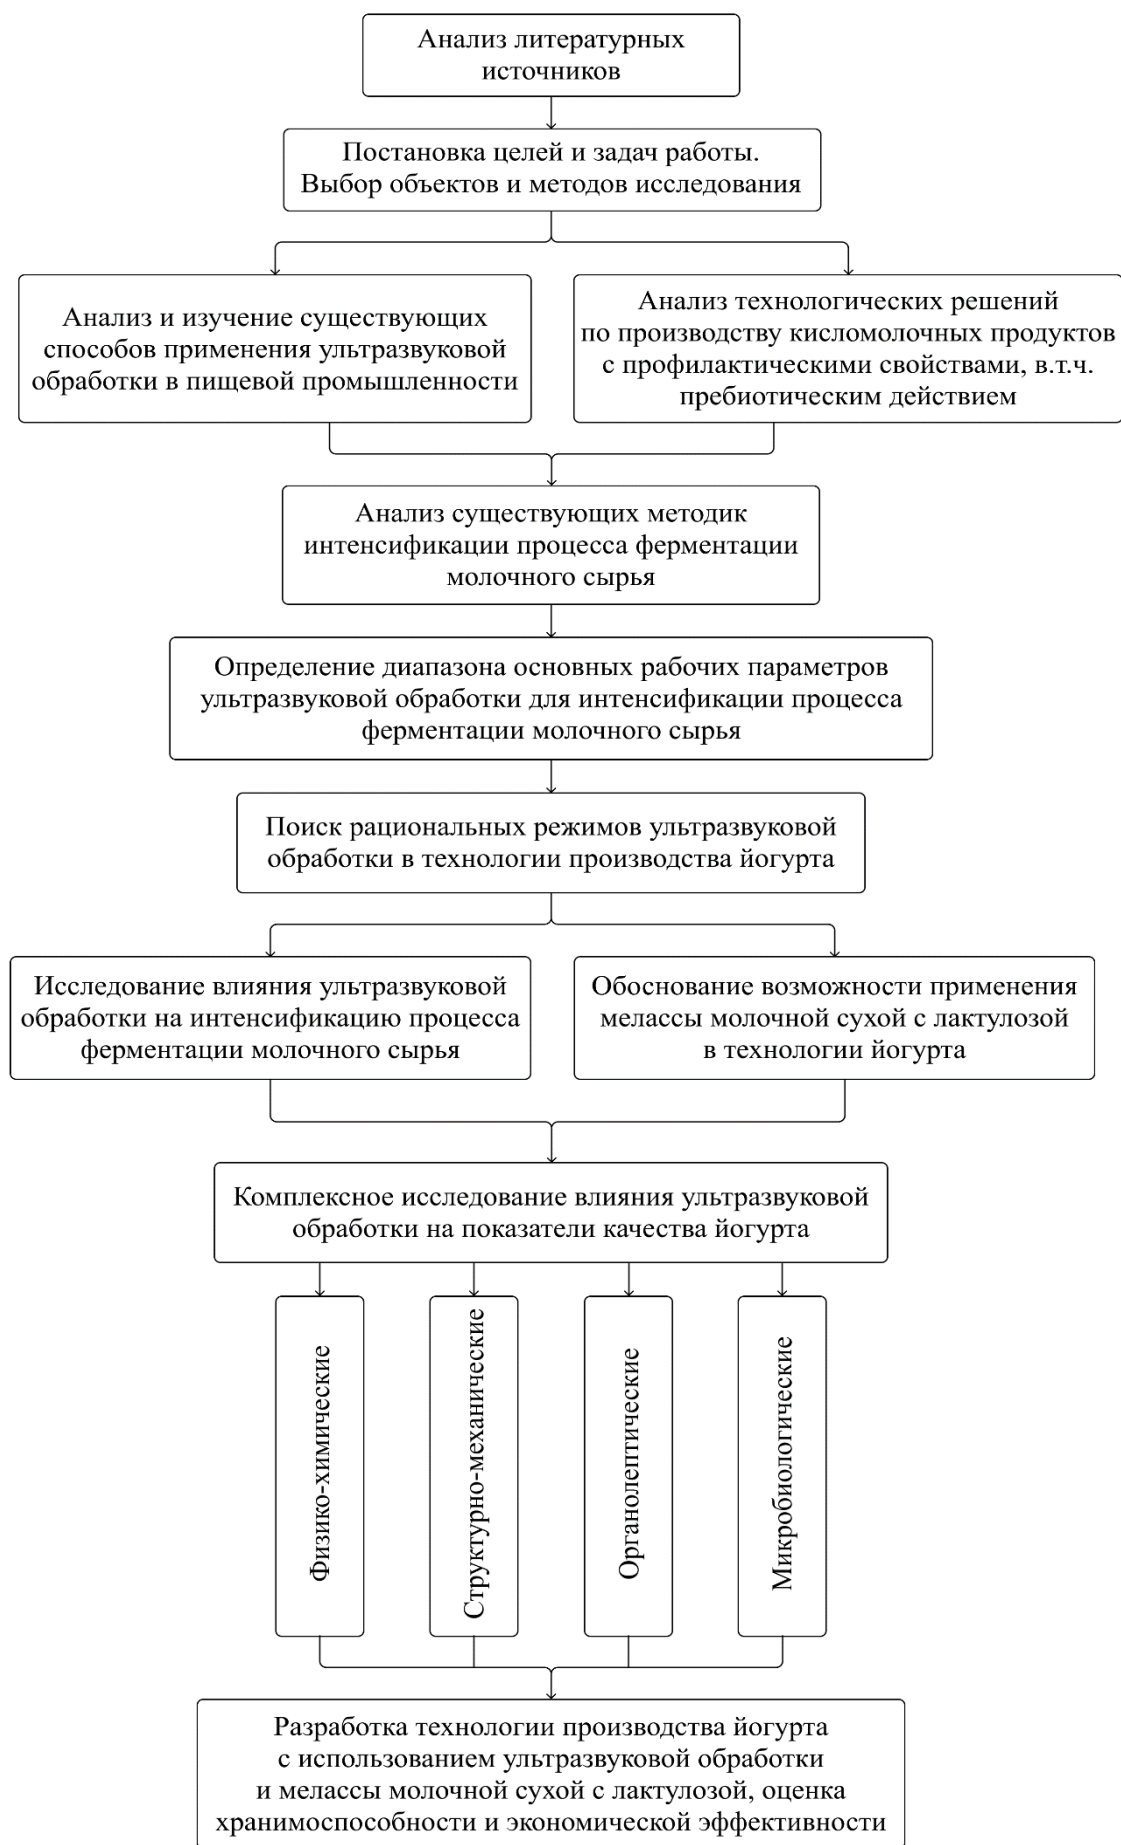 Анализ литературных
источников
Постановка целей и задач работы.
Выбор объектов и методов исследования
Анализ и изучение существующих
способов применения ультразвуковой
обработки в пищевой промышленности
Анализ технологических решений
по производству кисломолочных продуктов
с профилактическими свойствами, в.т.ч.
пребиотическим действием
Анализ существующих методик
интенсификации процесса ферментации
молочного сырья
Определение диапазона основных рабочих параметров
ультразвуковой обработки для интенсификации процесса
ферментации молочного сырья
Поиск рациональных режимов ультразвуковой
обработки в технологии производства йогурта
Исследование влияния ультразвуковой
обработки на интенсификацию процесса
ферментации молочного сырья
Обоснование возможности применения
мелассы молочной сухой с лактулозой
в технологии йогурта
Комплексное исследование влияния ультразвуковой
обработки на показатели качества йогурта
Физико-химические
Структурно-механические
Органолептические
Микробиологические
Разработка технологии производства йогурта
с использованием ультразвуковой обработки
и мелассы молочной сухой с лактулозой, оценка
хранимоспособности и экономической эффективности